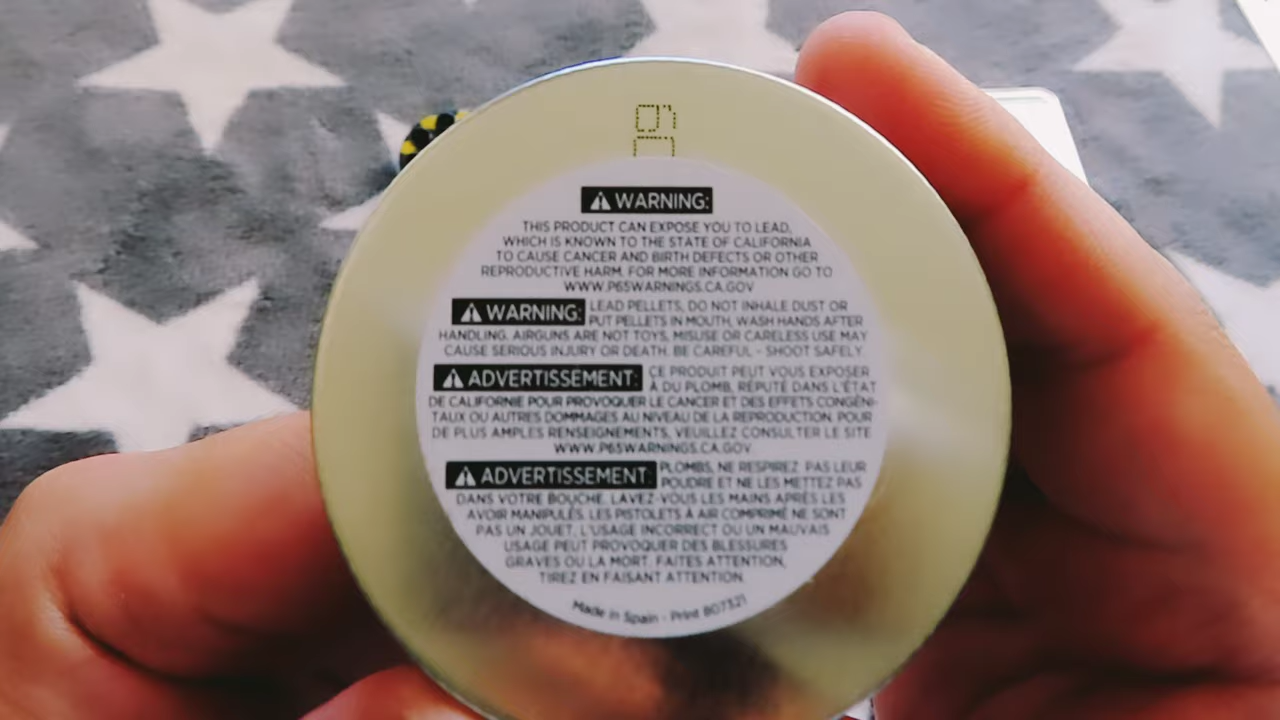 WARNING:
THIS PRODUCT CAN EXPOSE YOU TO LEAD,
WHICH IS KNOWN TO THE STATE OF CALIFORNIA
TO CAUSE CANCER AND BIRTH DEFECTS OR OTHER
REPRODUCTIVE HARM. FOR MORE INFORMATION GO TO
WWW.P65WARNINGS.CA.GOV
WARNING: LEAD PELLETS, DO NOT INHALE DUST OR
PUT PELLETS IN MOUTH, WASH HANDS AFTER
HANDLING. AIRGUNS ARE NOT TOYS, MISUSE OR CARELESS USE MAY
CAUSE SERIOUS INJURY OR DEATH. BE CAREFUL - SHOOT SAFELY.
ADVERTISSEMENT: CE PRODUIT PEUT VOUS EXPOSER
À DU PLOMB, RÉPUTÉ DANS L'ÉTAT
DE CALIFORNIE POUR PROVOQUER LE CANCER ET DES EFFETS CONGÉNI-
TAUX OU AUTRES DOMMAGES AU NIVEAU DE LA REPRODUCTION. POUR
DE PLUS AMPLES RENSEIGNEMENTS, VEUILLEZ CONSULTER LE SITE
WWW.P65WARNINGS.CA.GOV.
ADVERTISSEMENT: PLOMBS, NE RESPIREZ PAS LEUR
POUDRE ET NE LES METTEZ PAS
DANS VOTRE BOUCHE. LAVEZ-VOUS LES MAINS APRÈS LES
AVOIR MANIPULÉS. LES PISTOLETS À AIR COMPRIMÉ NE SONT
PAS UN JOUET, L'USAGE INCORRECT OU UN MAUVAIS
USAGE PEUT PROVOQUER DES BLESSURES
GRAVES OU LA MORT. FAITES ATTENTION,
TIREZ EN FAISANT ATTENTION.
Made in Spain - Print 807321